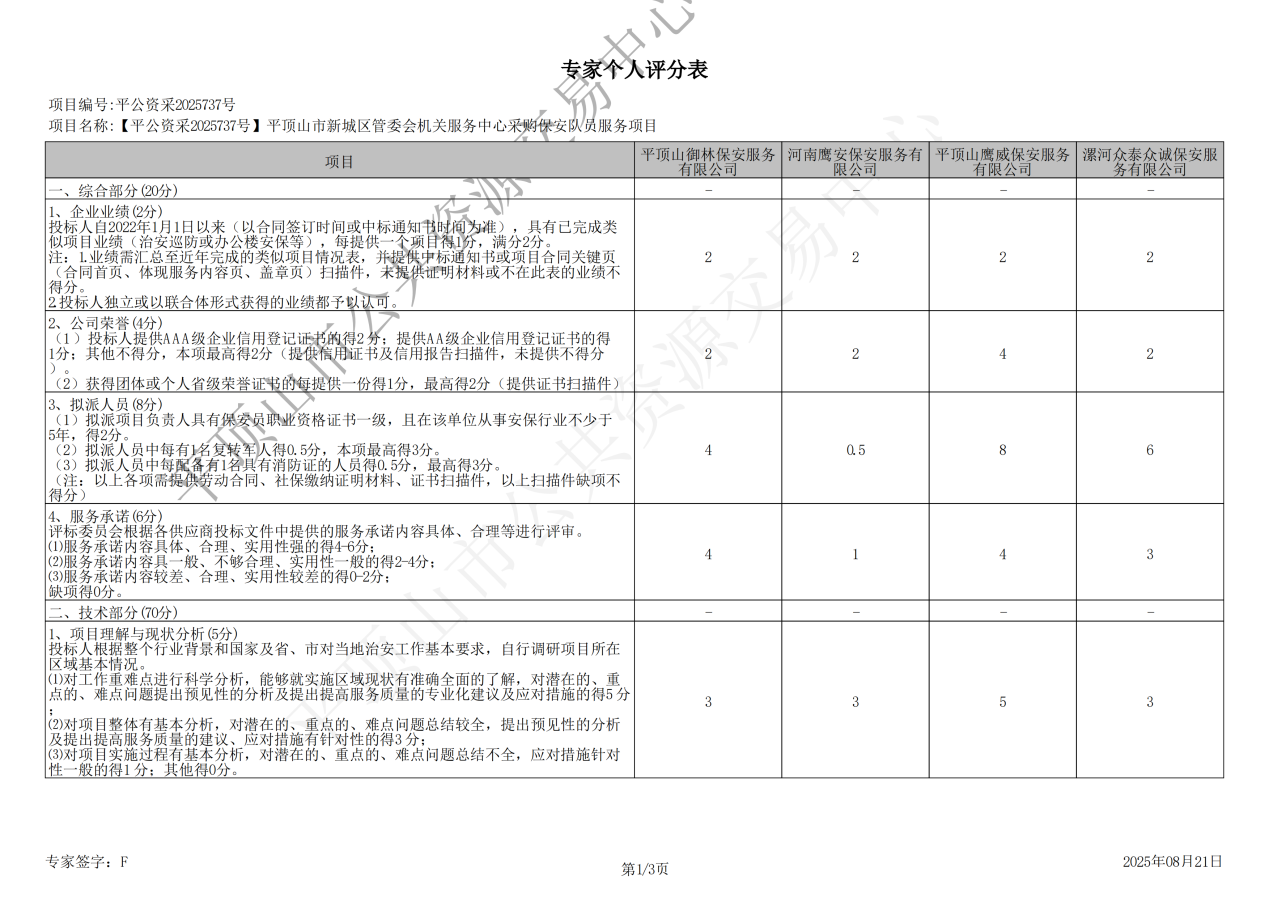 专家个人评分表
项目编号:平公资采2025737号
项目名称:【平公资采2025737号】平顶山市新城区管委会机关服务中心采购保安队员服务项目
项目
平顶山御林保安服务
有限公司
河南鹰安保安服务有
限公司
平顶山鹰威保安服务
有限公司
漯河众泰众诚保安服
务有限公司
一、综合部分(20分)
– – – –
1、企业业绩(2分)
投标人自2022年1月1日以来（以合同签订时间或中标通知书时间为准），具有已完成类
似项目业绩（治安巡防或办公楼安保等），每提供一个项目得1分，满分2分。
注：1.业绩需汇总至近年完成的类似项目情况表，并提供中标通知书或项目合同关键页
（合同首页、体现服务内容页、盖章页）扫描件，未提供证明材料或不在此表的业绩不
得分。
2.投标人独立或以联合体形式获得的业绩都予以认可。
2 2 2 2
2、公司荣誉(4分)
（1）投标人提供AAA级企业信用登记证书的得2分；提供AA级企业信用登记证书的得
1分；其他不得分，本项最高得2分（提供信用证书及信用报告扫描件，未提供不得分
）。
（2）获得团体或个人省级荣誉证书的每提供一份得1分，最高得2分（提供证书扫描件）
2 2 4 2
3、拟派人员(8分)
（1）拟派项目负责人具有保安员职业资格证书一级，且在该单位从事安保行业不少于
5年，得2分。
（2）拟派人员中每有1名复转军人得0.5分，本项最高得3分。
（3）拟派人员中每配备有1名具有消防证的人员得0.5分，最高得3分。
（注：以上各项需提供劳动合同、社保缴纳证明材料、证书扫描件，以上扫描件缺项不
得分）
4 0.5 8 6
4、服务承诺(6分)
评标委员会根据各供应商投标文件中提供的服务承诺内容具体、合理等进行评审。
⑴服务承诺内容具体、合理、实用性强的得4-6分；
⑵服务承诺内容具一般、不够合理、实用性一般的得2-4分；
⑶服务承诺内容较差、合理、实用性较差的得0-2分；
缺项得0分。
4 1 4 3
二、技术部分(70分)
– – – –
1、项目理解与现状分析(5分)
投标人根据整个行业背景和国家及省、市对当地治安工作基本要求，自行调研项目所在
区域基本情况。
⑴对工作重难点进行科学分析，能够就实施区域现状有准确全面的了解，对潜在的、重
点的、难点问题提出预见性的分析及提出提高服务质量的专业化建议及应对措施的得5分
；
⑵对项目整体有基本分析，对潜在的、重点的、难点问题总结较全，提出预见性的分析
及提出提高服务质量的建议、应对措施有针对性的得3分；
⑶对项目实施过程有基本分析，对潜在的、重点的、难点问题总结不全，应对措施针对
性一般的得1分；其他得0分。
3 3 5 3
平顶山市公共资源交易中心
平顶山市公共资源交易中心
专家签字：F
第1/3页
2025年08月21日